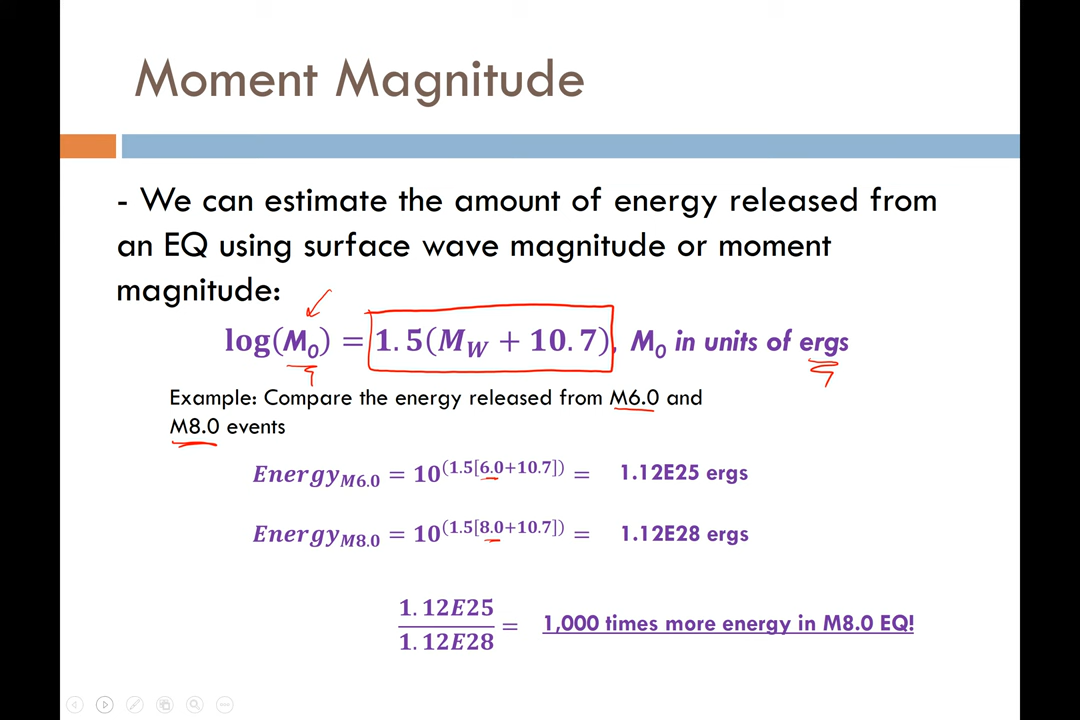 Moment Magnitude
- We can estimate the amount of energy released from
an EQ using surface wave magnitude or moment
magnitude:
log(M₀) = 1.5(M_W + 10.7), M₀ in units of ergs
Example: Compare the energy released from M6.0 and
M8.0 events
Energy_M6.0 = 10^(1.5[6.0+10.7]) = 1.12E25 ergs
Energy_M8.0 = 10^(1.5[8.0+10.7]) = 1.12E28 ergs
1.12E25
1.12E28
= 1,000 times more energy in M8.0 EQ!